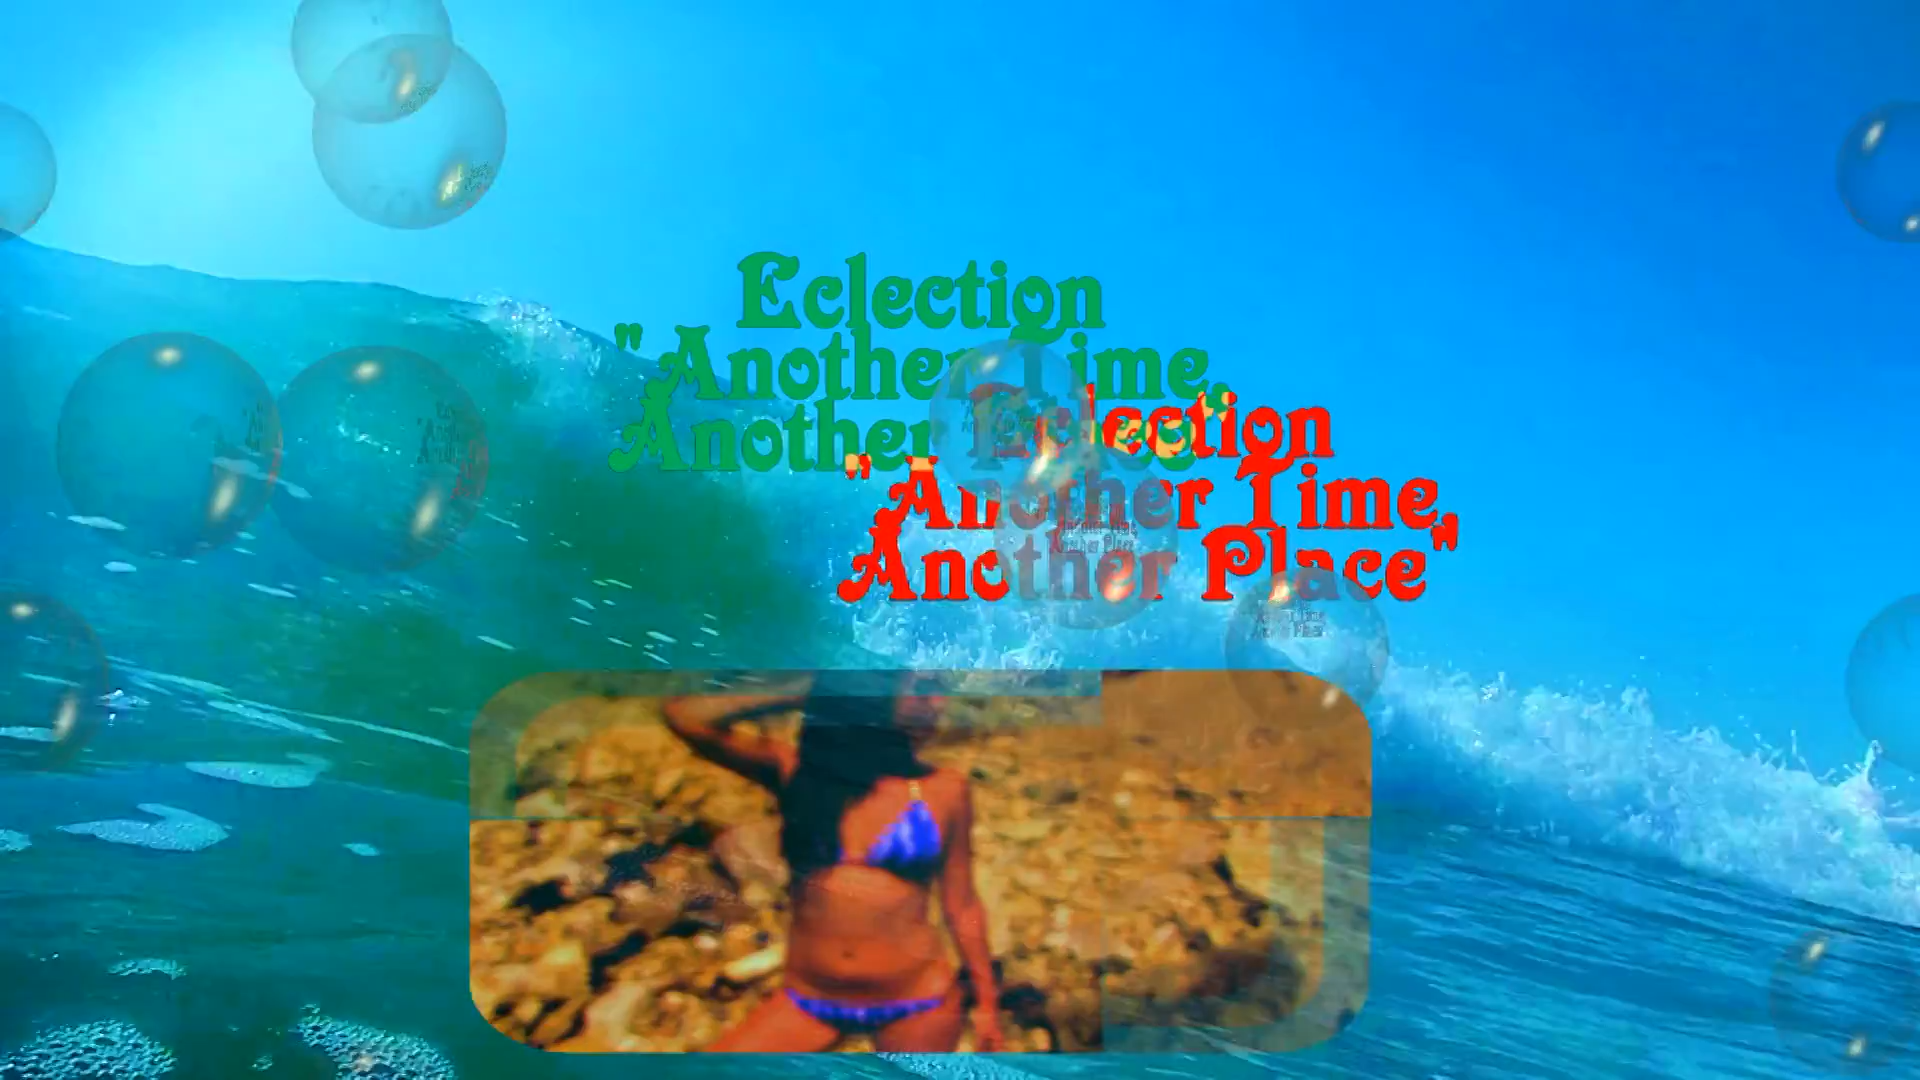 Eclection
"Another Time,
Another Place"
Eclection
"Another Time,
Another Place"